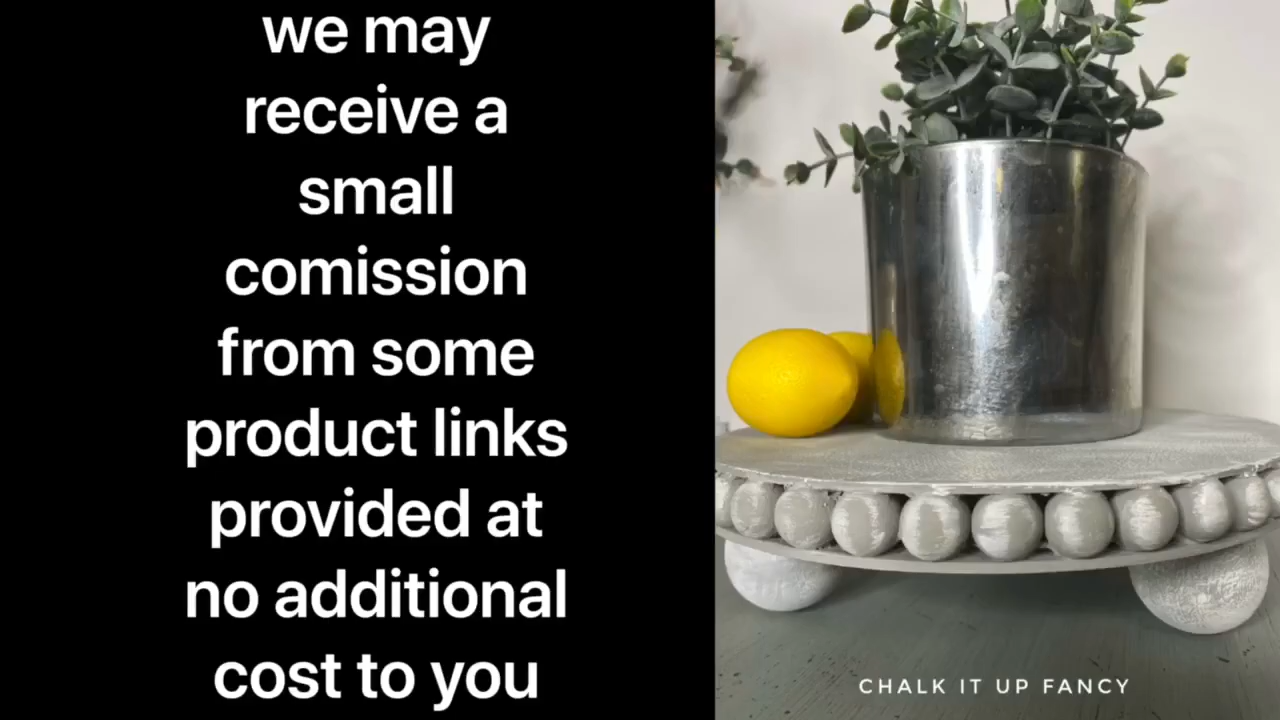 we may
receive a
small
comission
from some
product links
provided at
no additional
cost to you
CHALK IT UP FANCY